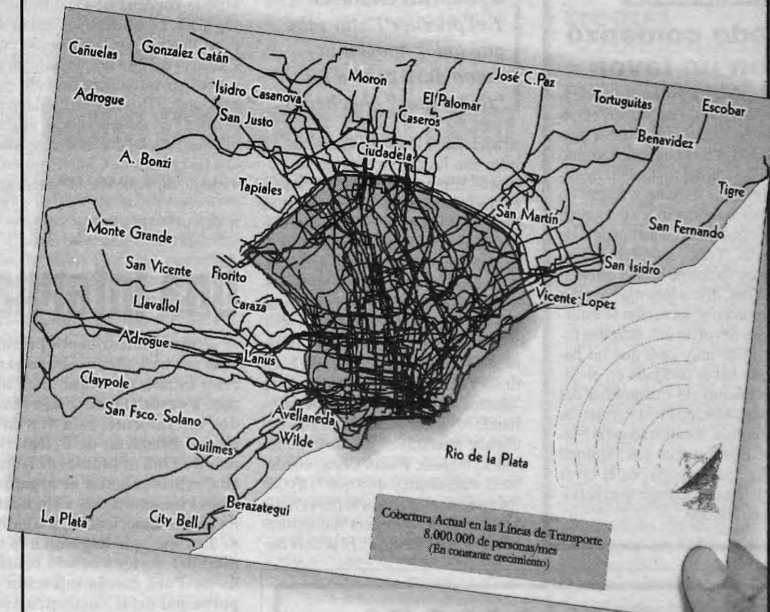 Cañuelas
Gonzalez Catán
Adrogue
Isidro Casanova
San Justo
Moron
José C. Paz
El Palomar
Caseros
Ciudadela
Tortuguitas
Escobar
Benavidez
A. Bonzi
Tapiales
Tigre
San Martín
San Fernando
San Isidro
Vicente Lopez
Monte Grande
San Vicente
Fiorito
Llavallol
Caraza
Adrogue
Lanus
Claypole
San Fsco. Solano
Avellaneda
Quilmes
Wilde
Rio de la Plata
La Plata
City Bell
Berazategui
Cobertura Actual en las Líneas de Transporte
8.000.000 de personas/mes
(En constante crecimiento)